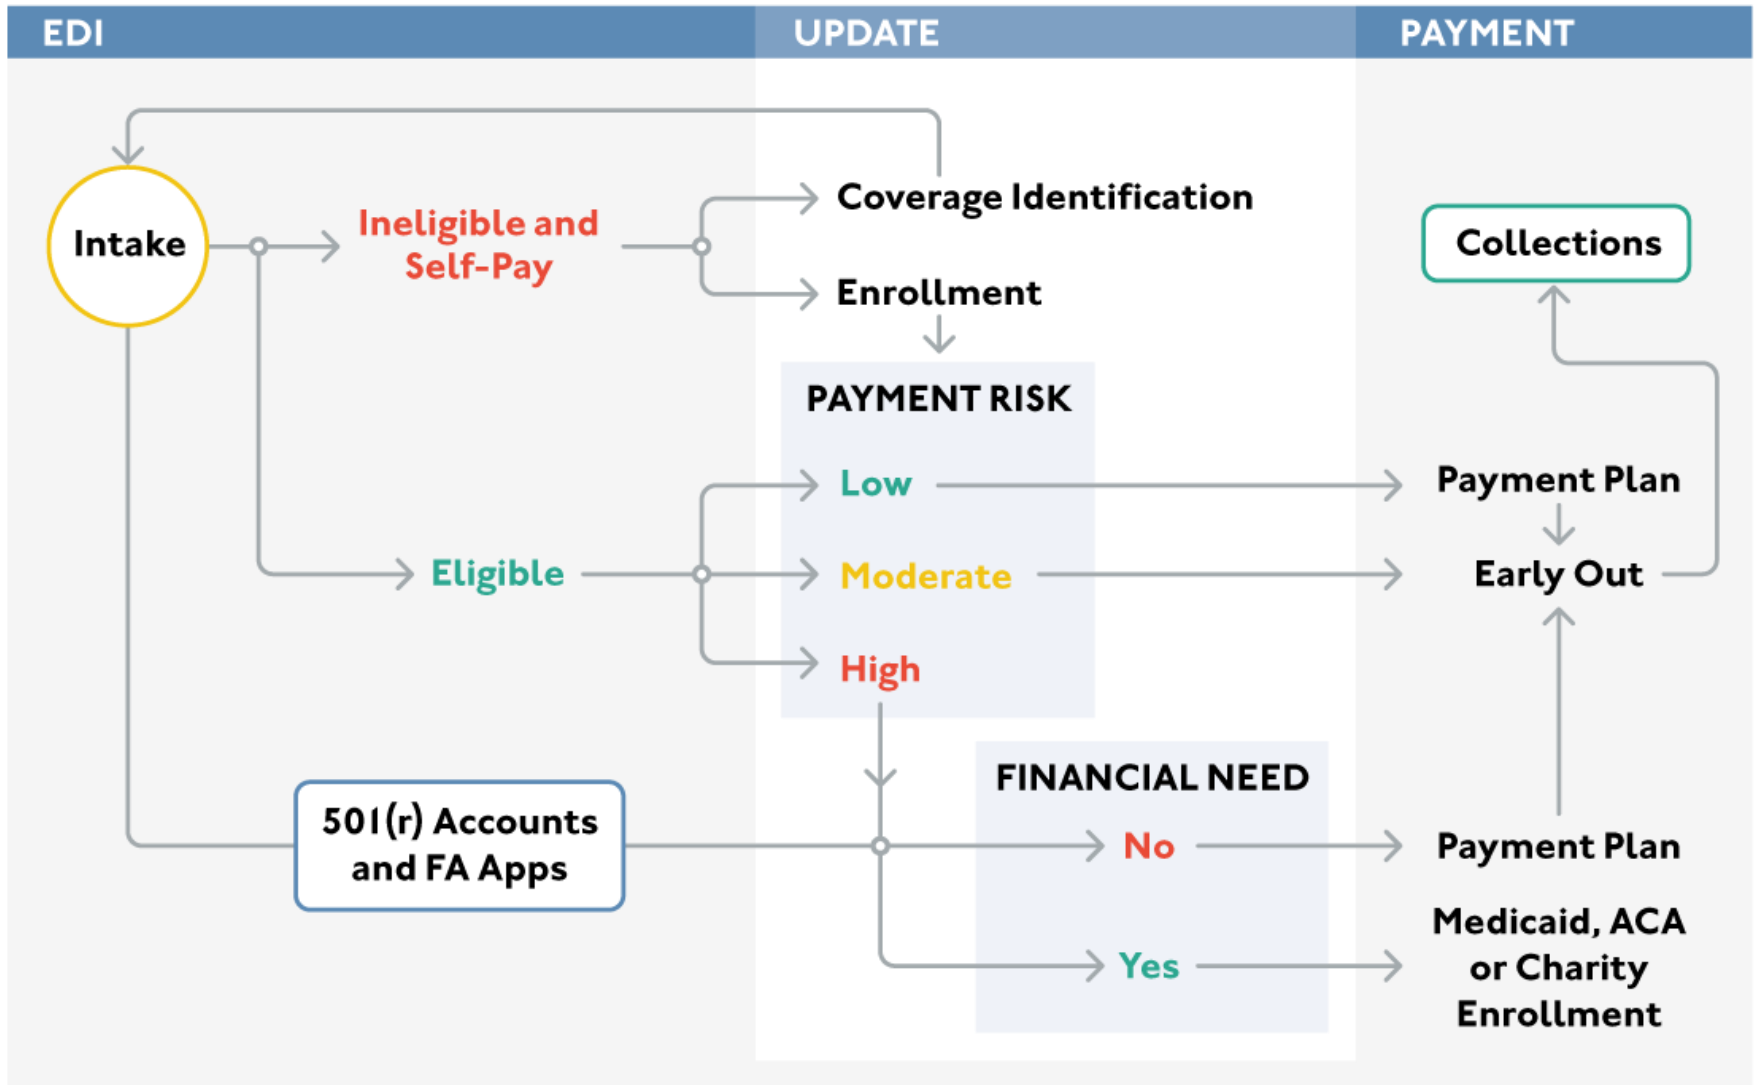 EDI
UPDATE
PAYMENT
Intake
Ineligible and
Self-Pay
Coverage Identification
Enrollment
Collections
PAYMENT RISK
Low
Moderate
High
Eligible
Payment Plan
Early Out
501(r) Accounts
and FA Apps
FINANCIAL NEED
No
Yes
Payment Plan
Medicaid, ACA
or Charity
Enrollment